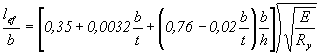 l_ef/b = [0,35 + 0,0032 b/t + (0,76 − 0,02 b/t) b/h] √(E/R_y)